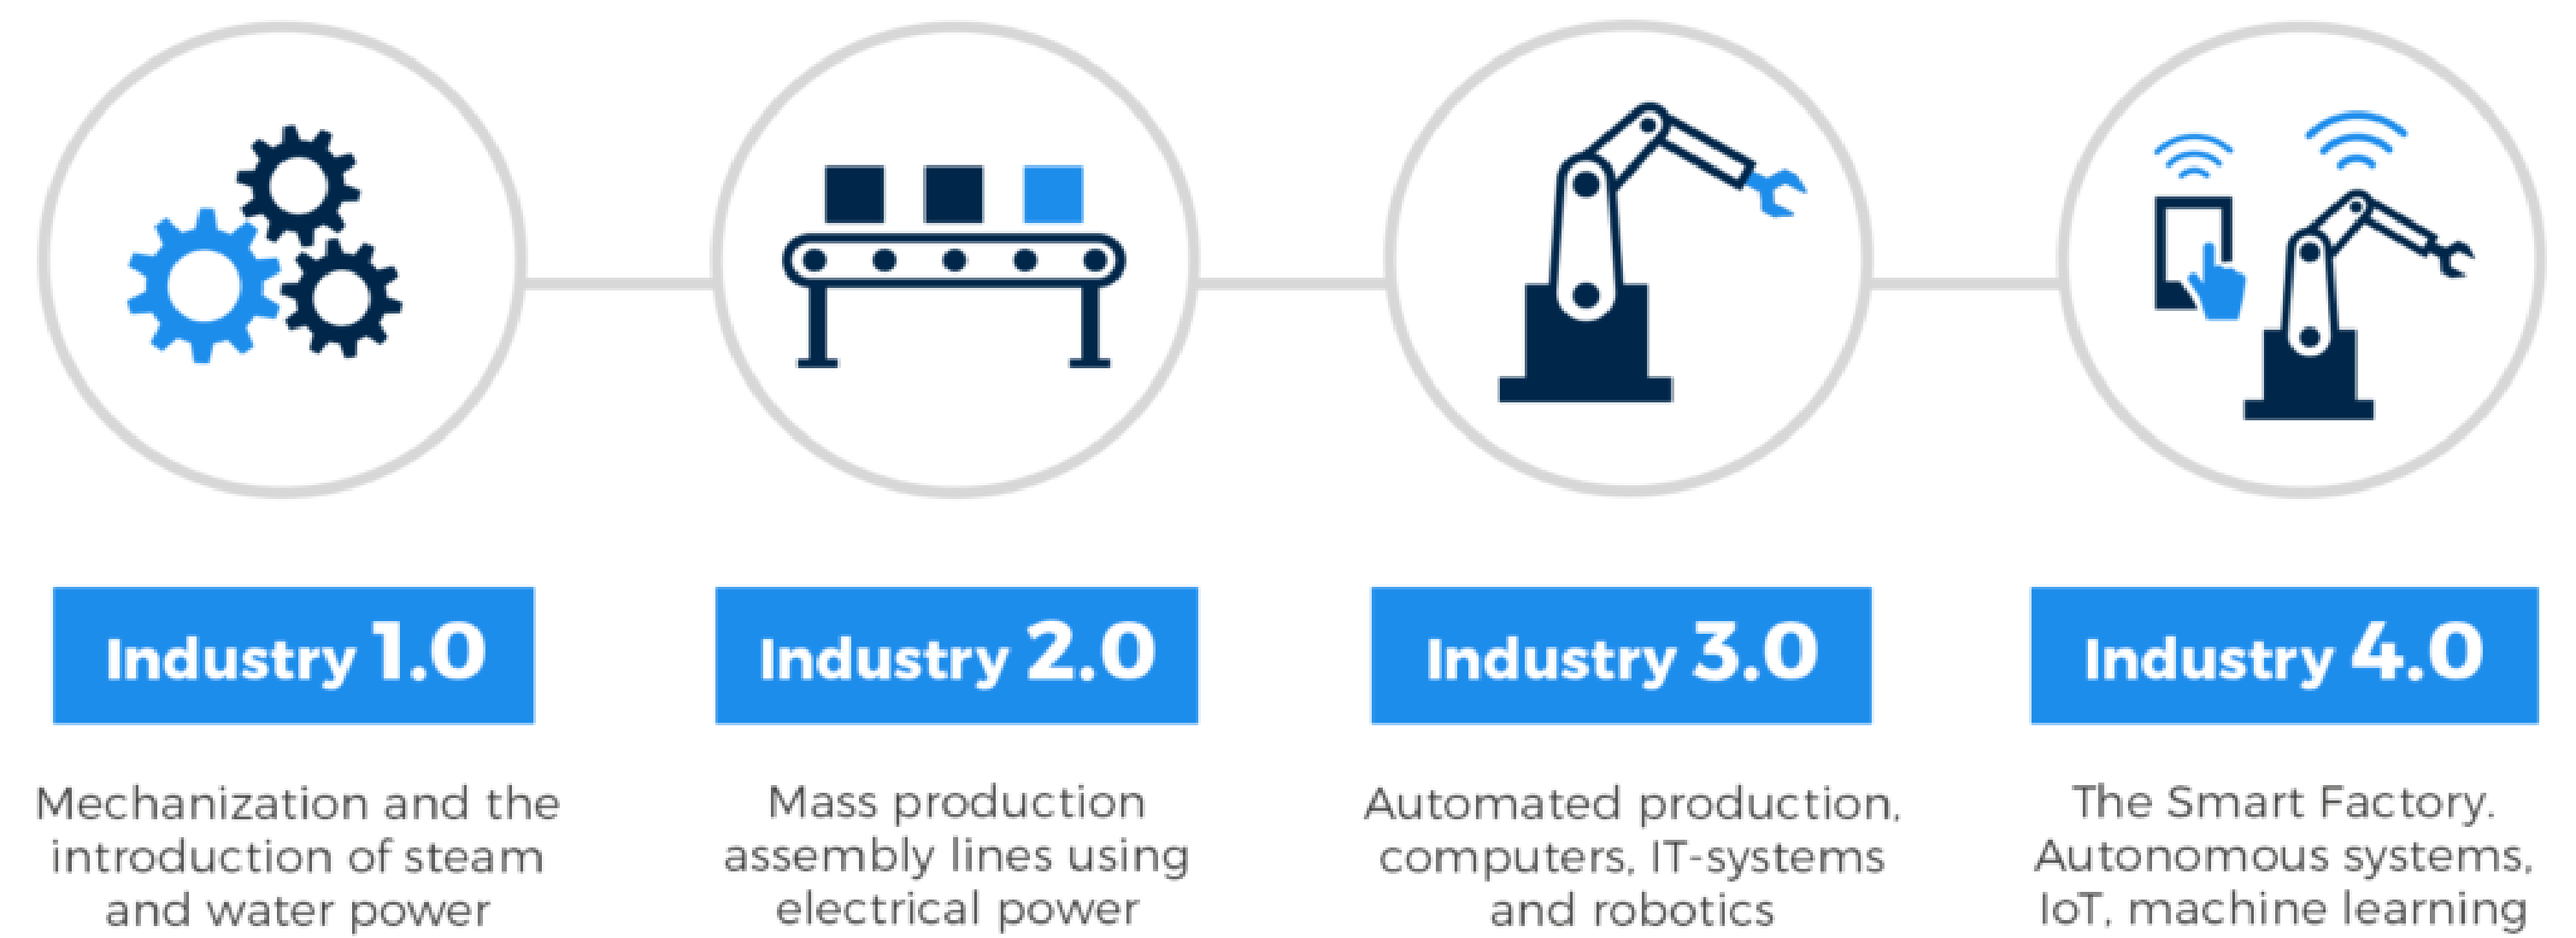 Industry 1.0
Mechanization and the
introduction of steam
and water power
Industry 2.0
Mass production
assembly lines using
electrical power
Industry 3.0
Automated production,
computers, IT-systems
and robotics
Industry 4.0
The Smart Factory.
Autonomous systems,
IoT, machine learning